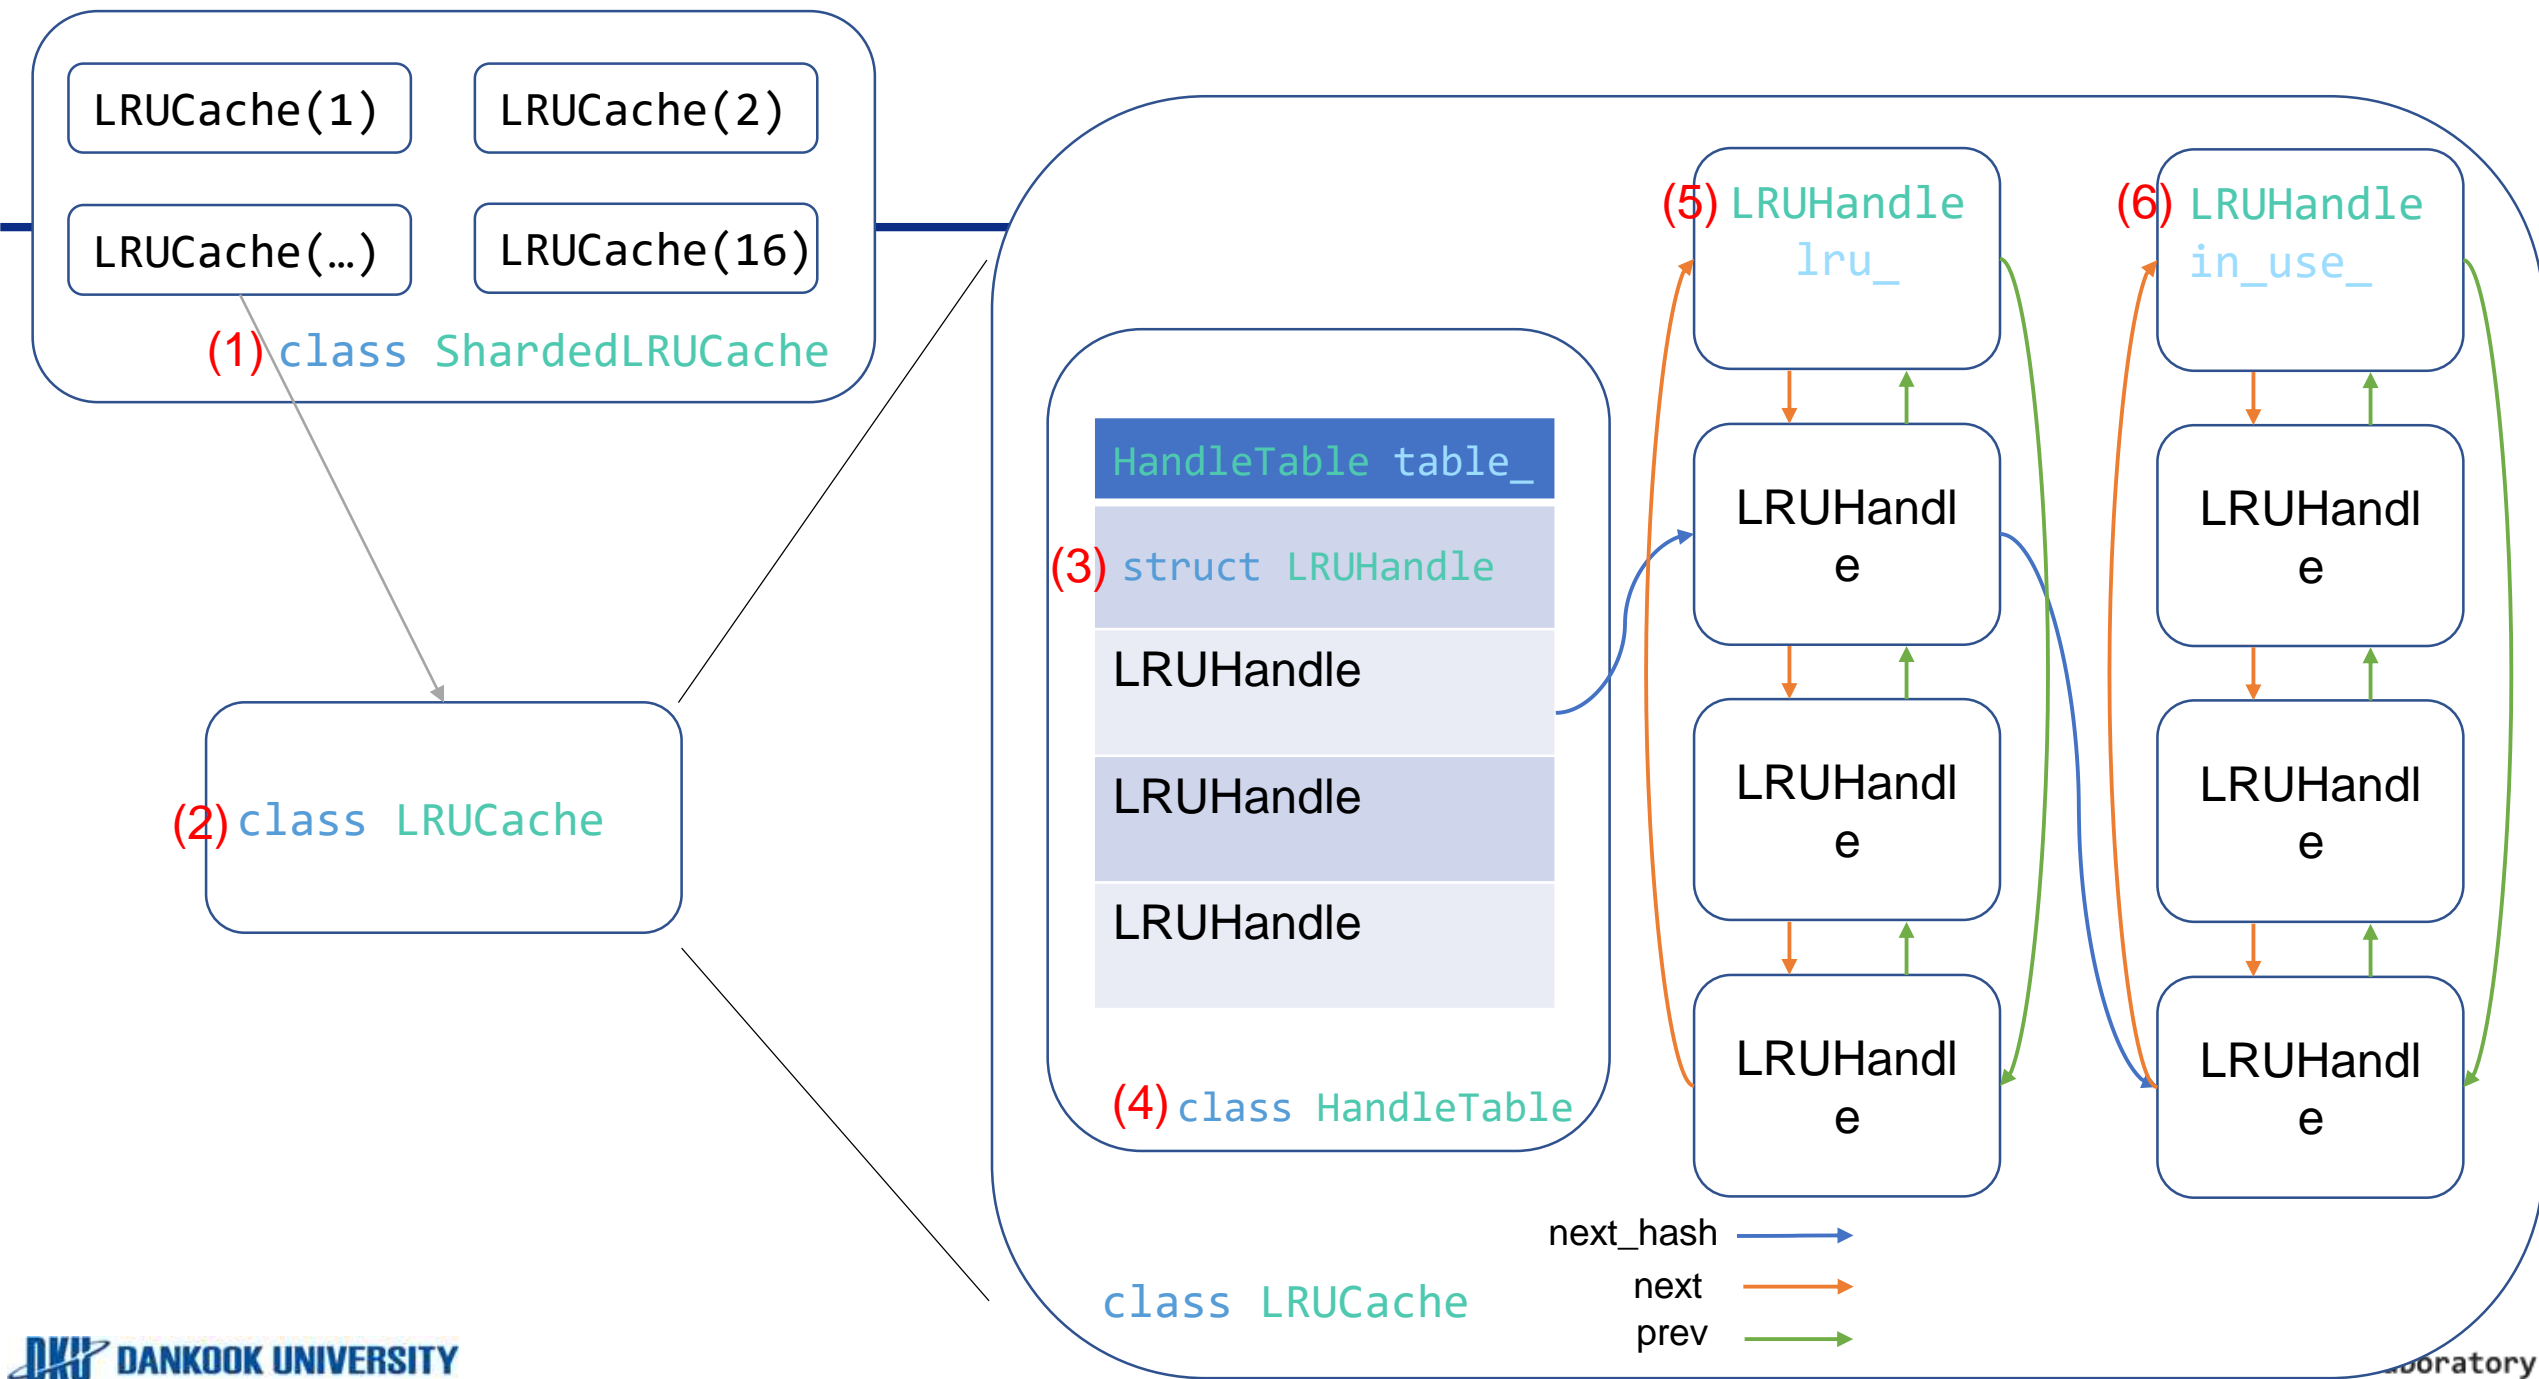 LRUCache(1)
LRUCache(2)
LRUCache(…)
LRUCache(16)
(1) class ShardedLRUCache
(2) class LRUCache
HandleTable table_
(3) struct LRUHandle
LRUHandle
LRUHandle
LRUHandle
(4) class HandleTable
(5) LRUHandle
lru_
LRUHandl
e
LRUHandl
e
LRUHandl
e
(6) LRUHandle
in_use_
LRUHandl
e
LRUHandl
e
LRUHandl
e
next_hash
next
prev
class LRUCache
DKU DANKOOK UNIVERSITY